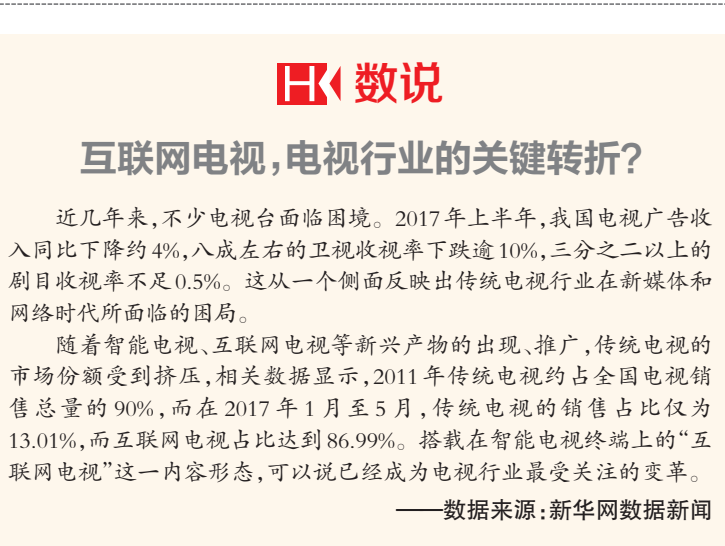 HK 数说
互联网电视,电视行业的关键转折?
近几年来,不少电视台面临困境。2017年上半年,我国电视广告收
入同比下降约4%,八成左右的卫视收视率下跌逾10%,三分之二以上的
剧目收视率不足0.5%。这从一个侧面反映出传统电视行业在新媒体和
网络时代所面临的困局。
随着智能电视、互联网电视等新兴产物的出现、推广,传统电视的
市场份额受到挤压,相关数据显示,2011年传统电视约占全国电视销
售总量的90%,而在2017年1月至5月,传统电视的销售占比仅为
13.01%,而互联网电视占比达到86.99%。搭载在智能电视终端上的“互
联网电视”这一内容形态,可以说已经成为电视行业最受关注的变革。
——数据来源:新华网数据新闻